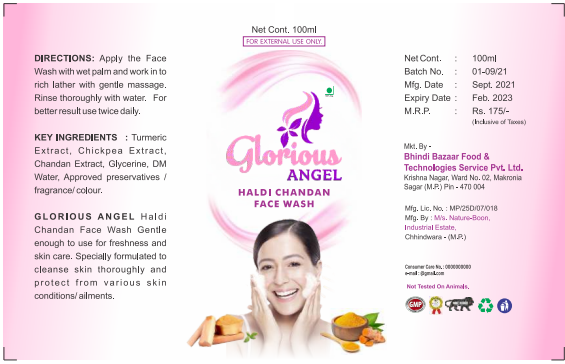 DIRECTIONS: Apply the Face
Wash with wet palm and work in to
rich lather with gentle massage.
Rinse thoroughly with water. For
better result use twice daily.
KEY INGREDIENTS : Turmeric
Extract, Chickpea Extract,
Chandan Extract, Glycerine, DM
Water, Approved preservatives /
fragrance/ colour.
GLORIOUS ANGEL Haldi
Chandan Face Wash Gentle
enough to use for freshness and
skin care. Specially formulated to
cleanse skin thoroughly and
protect from various skin
conditions/ ailments.
Net Cont. 100ml
FOR EXTERNAL USE ONLY
Glorious
ANGEL
HALDI CHANDAN
FACE WASH
Net Cont. : 100ml
Batch No. : 01-09/21
Mfg. Date : Sept. 2021
Expiry Date : Feb. 2023
M.R.P. : Rs. 175/-
(Inclusive of Taxes)
Mkt. By -
Bhindi Bazaar Food &
Technologies Service Pvt. Ltd.
Krishna Nagar, Ward No. 02, Makronia
Sagar (M.P.) Pin - 470 004
Mfg. Lic. No. : MP/25D/07/018
Mfg. By : M/s. Nature-Boon,
Industrial Estate,
Chhindwara - (M.P.)
Consumer Care No.: 0000000000
e-mail : @gmail.com
Not Tested On Animals.
GMP